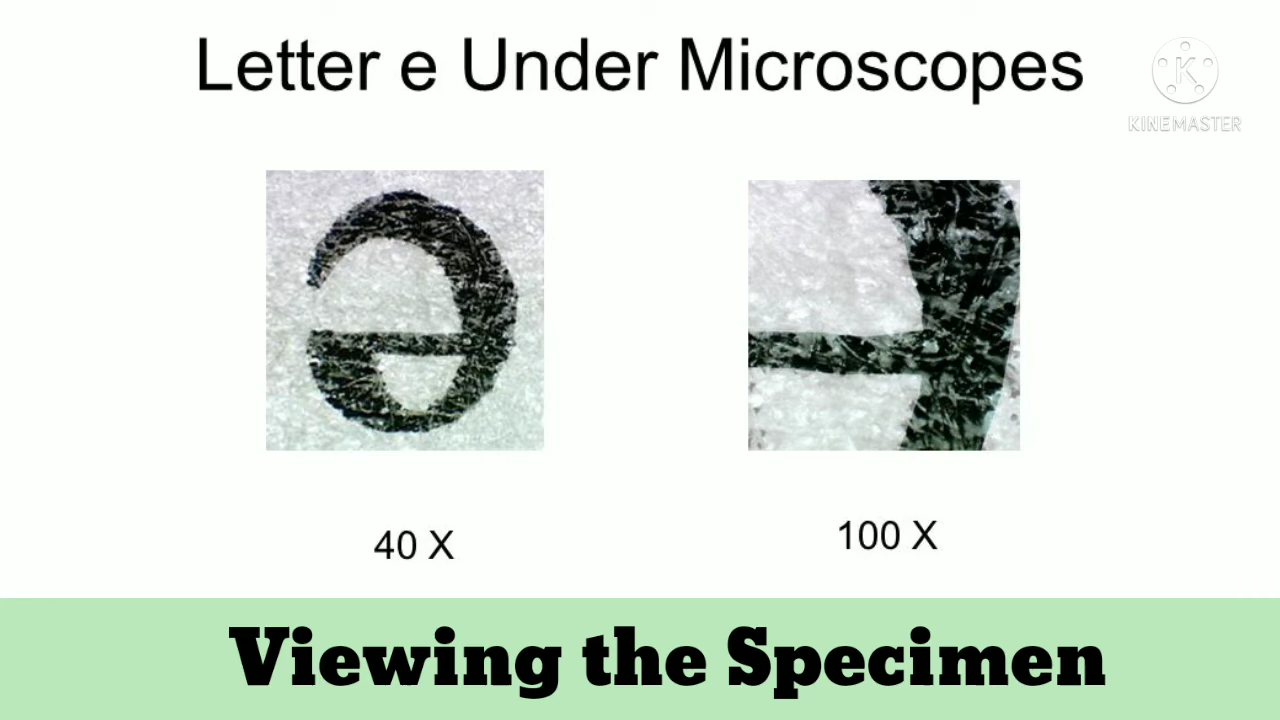 Letter e Under Microscopes
K
KINEMASTER
e
40 X
100 X
Viewing the Specimen